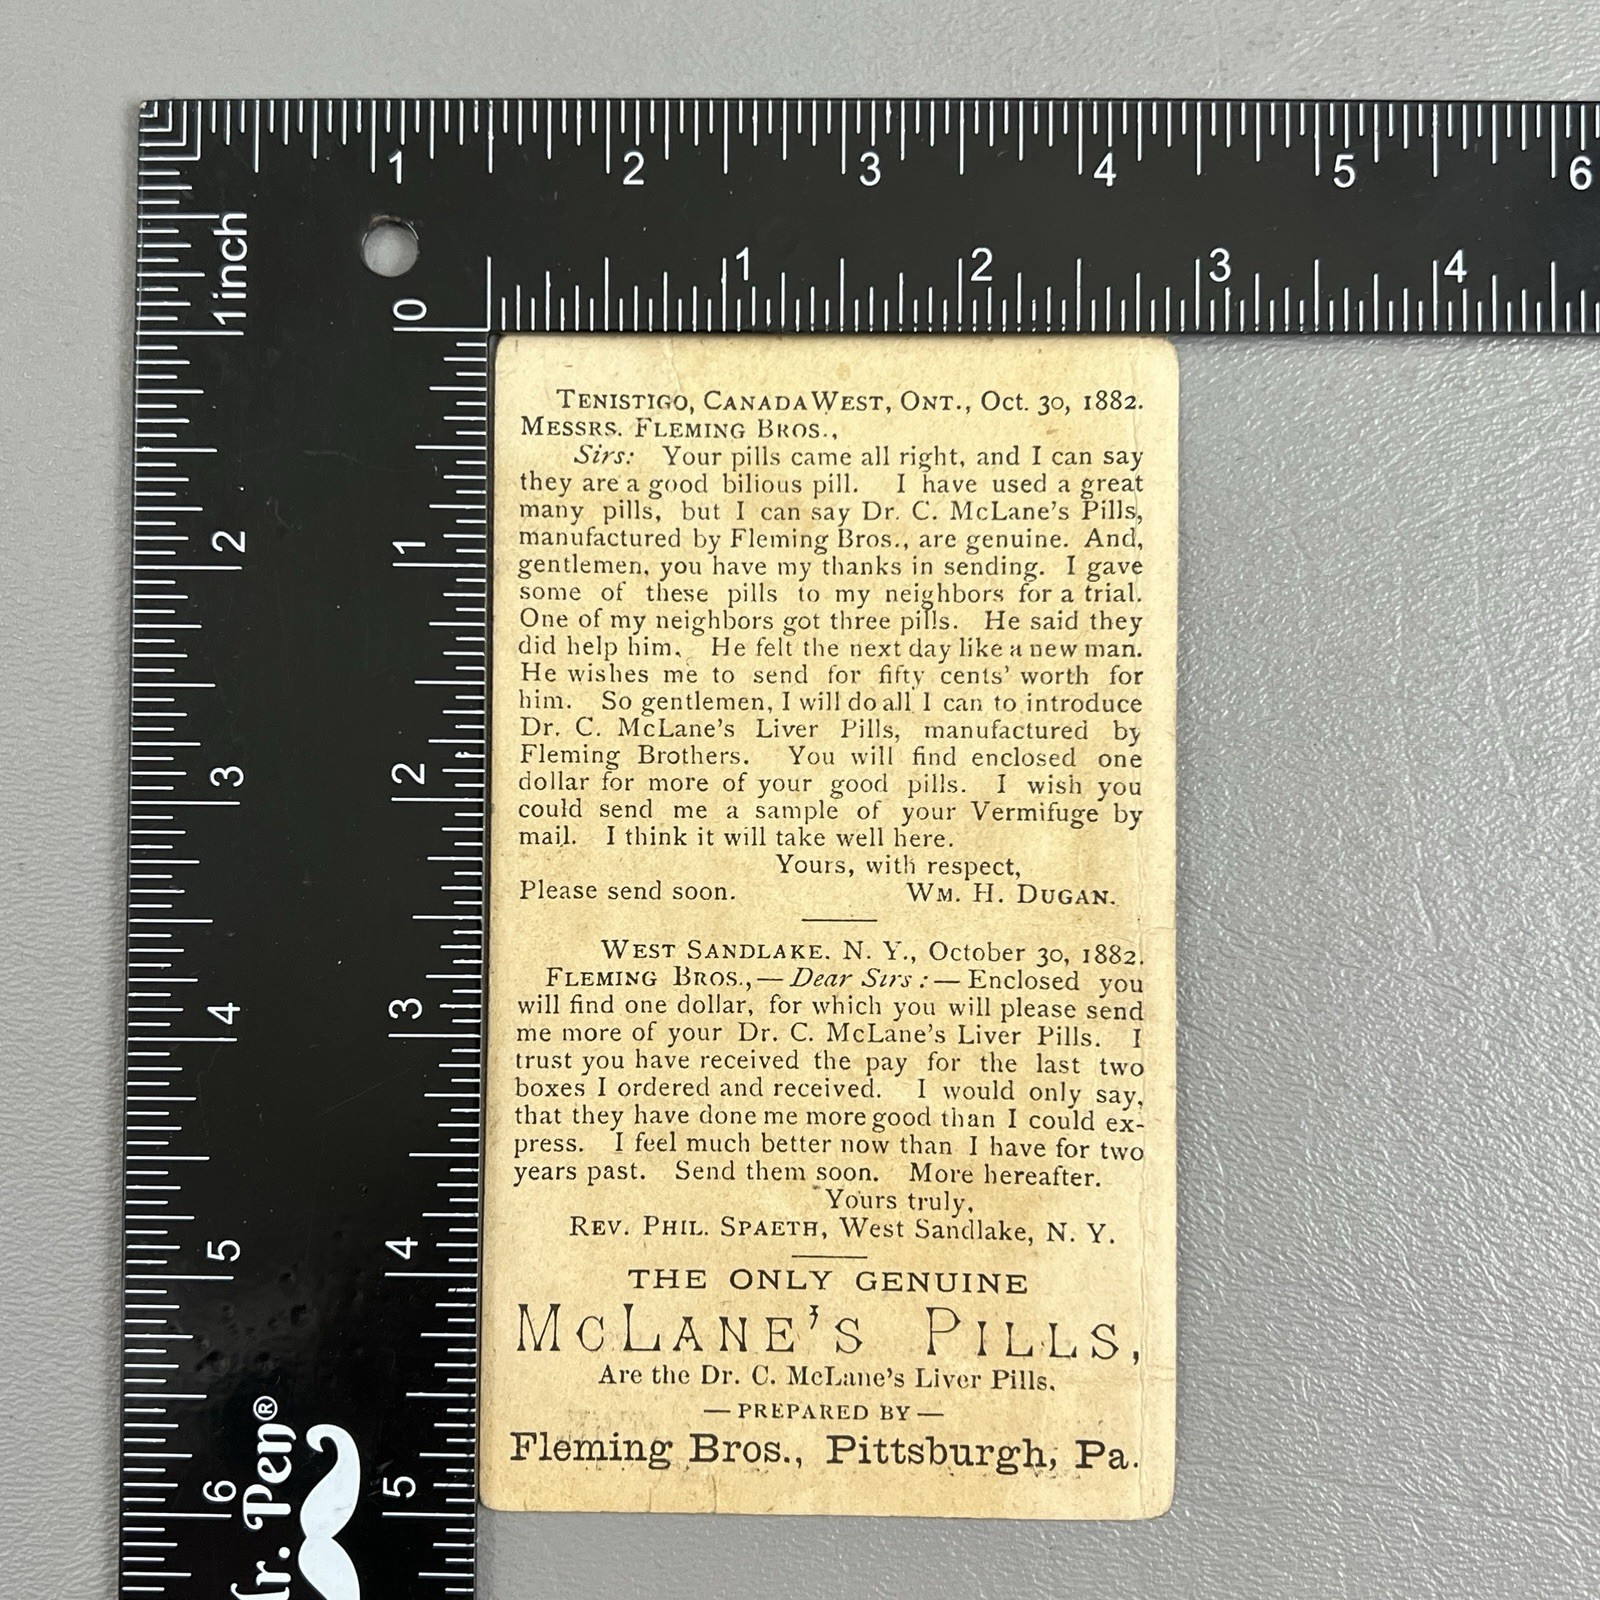 1 2 3 4 5 6
1 2 3 4
1 inch
2
3
4
5
6
0
1
2
3
4
5
Mr. Pen®
TENISTIGO, CANADA WEST, ONT., Oct. 30, 1882.
MESSRS. FLEMING BROS.,
Sirs: Your pills came all right, and I can say
they are a good bilious pill. I have used a great
many pills, but I can say Dr. C. McLane's Pills,
manufactured by Fleming Bros., are genuine. And,
gentlemen, you have my thanks in sending. I gave
some of these pills to my neighbors for a trial.
One of my neighbors got three pills. He said they
did help him. He felt the next day like a new man.
He wishes me to send for fifty cents' worth for
him. So gentlemen, I will do all I can to introduce
Dr. C. McLane's Liver Pills, manufactured by
Fleming Brothers. You will find enclosed one
dollar for more of your good pills. I wish you
could send me a sample of your Vermifuge by
mail. I think it will take well here.
Yours, with respect,
Please send soon. WM. H. DUGAN.
WEST SANDLAKE. N. Y., October 30, 1882.
FLEMING BROS.,—Dear Sirs:—Enclosed you
will find one dollar, for which you will please send
me more of your Dr. C. McLane's Liver Pills. I
trust you have received the pay for the last two
boxes I ordered and received. I would only say,
that they have done me more good than I could ex-
press. I feel much better now than I have for two
years past. Send them soon. More hereafter.
Yours truly,
REV. PHIL. SPAETH, West Sandlake, N. Y.
THE ONLY GENUINE
MCLANE'S PILLS,
Are the Dr. C. McLane's Liver Pills.
—PREPARED BY—
Fleming Bros., Pittsburgh, Pa.